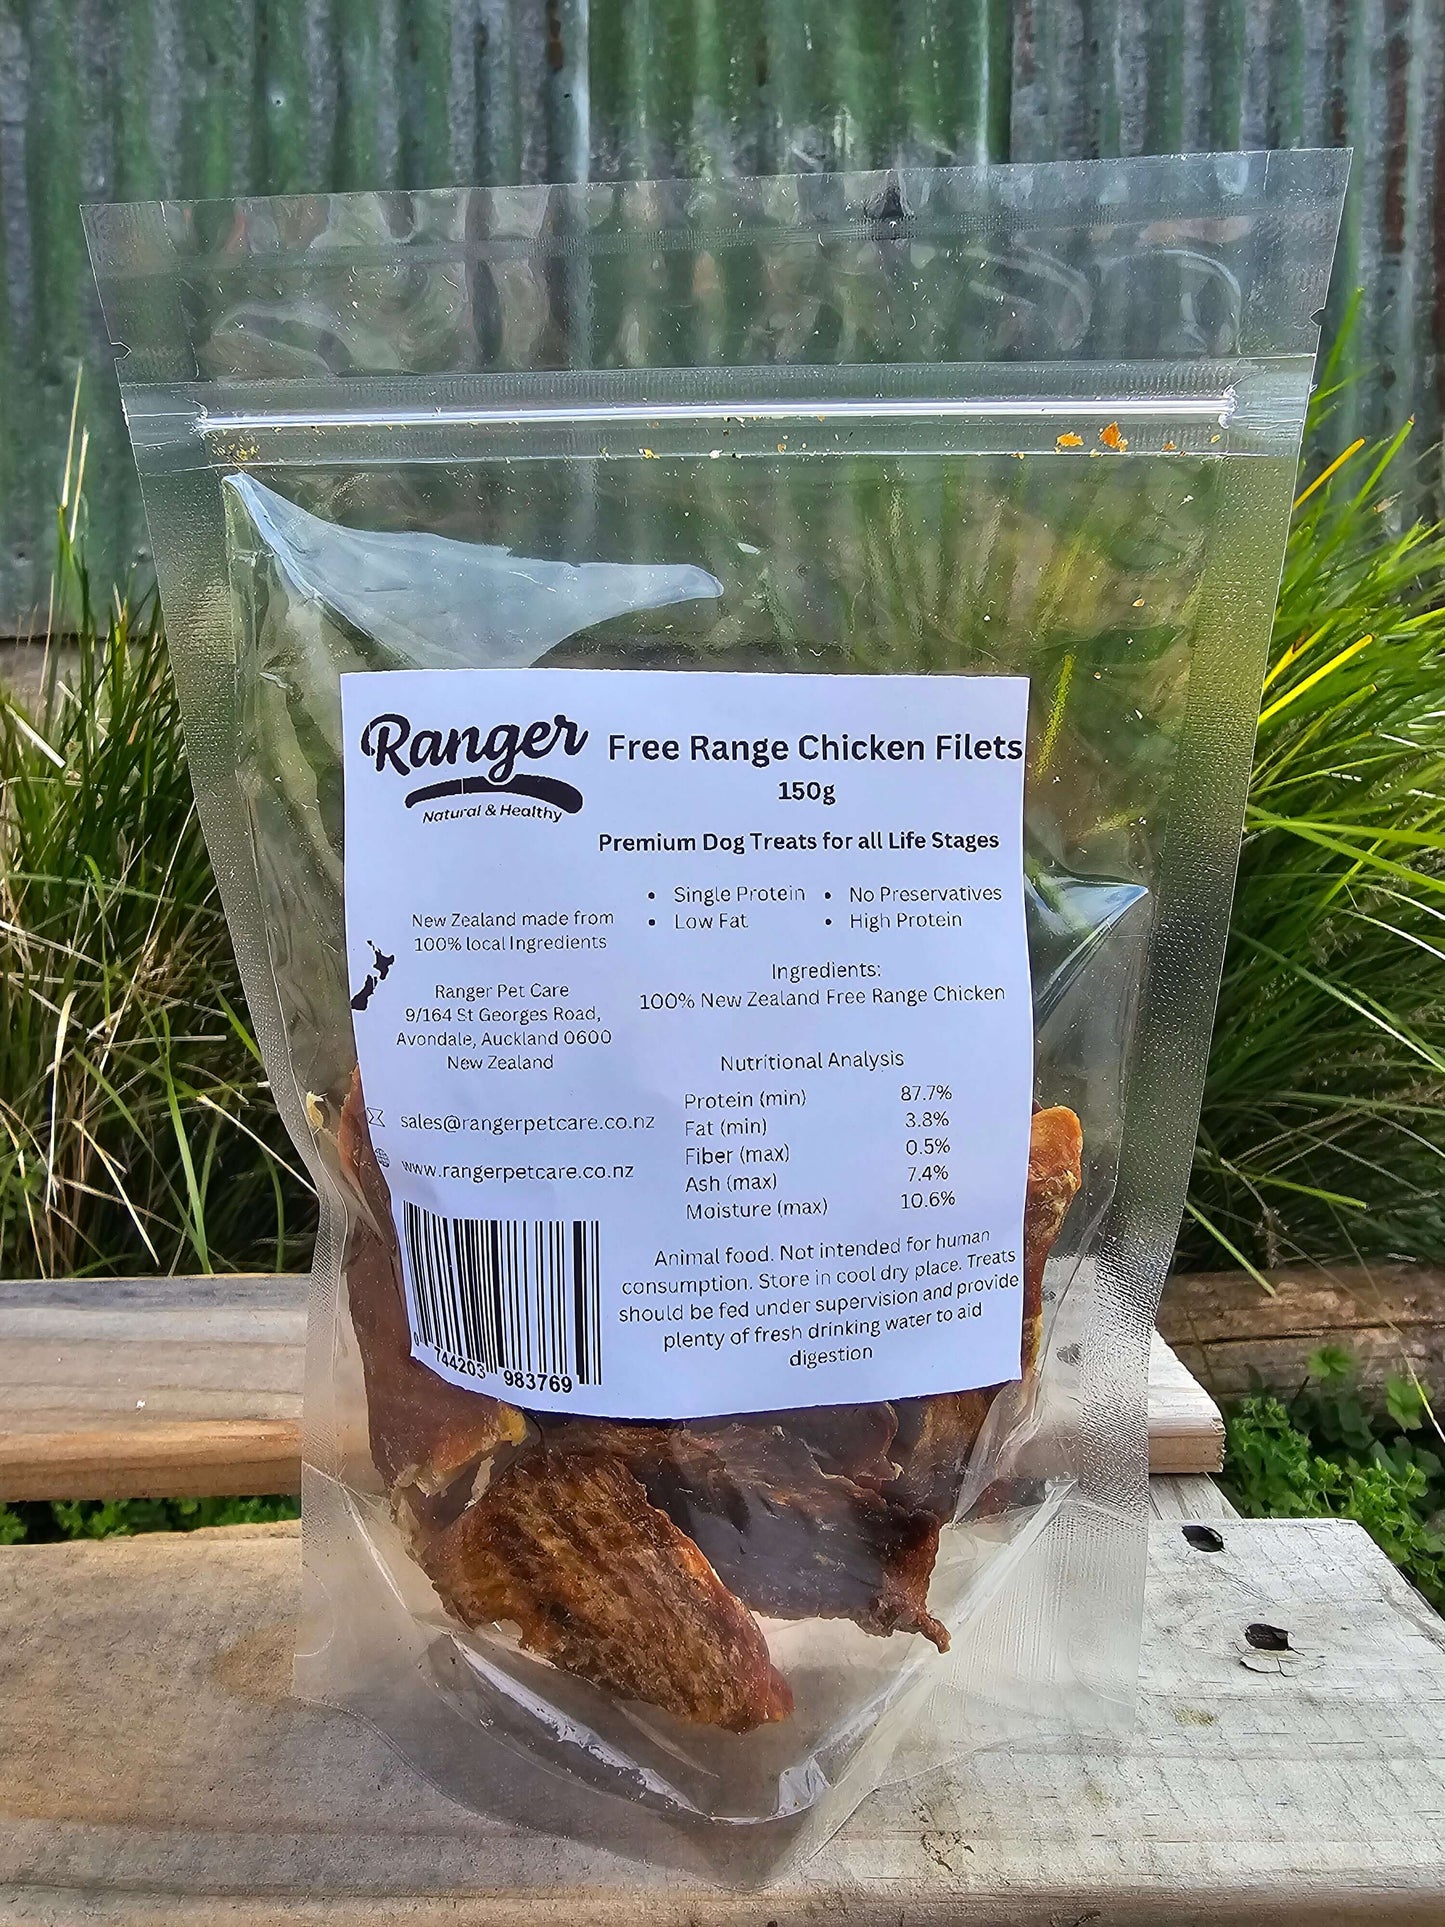 Ranger
Natural & Healthy
Free Range Chicken Filets
150g
Premium Dog Treats for all Life Stages
• Single Protein • No Preservatives
• Low Fat • High Protein
New Zealand made from
100% local Ingredients
Ranger Pet Care
9/164 St Georges Road,
Avondale, Auckland 0600
New Zealand
sales@rangerpetcare.co.nz
www.rangerpetcare.co.nz
Ingredients:
100% New Zealand Free Range Chicken
Nutritional Analysis
Protein (min) 87.7%
Fat (min) 3.8%
Fiber (max) 0.5%
Ash (max) 7.4%
Moisture (max) 10.6%
Animal food. Not intended for human
consumption. Store in cool dry place. Treats
should be fed under supervision and provide
plenty of fresh drinking water to aid
digestion
0 744203 983769